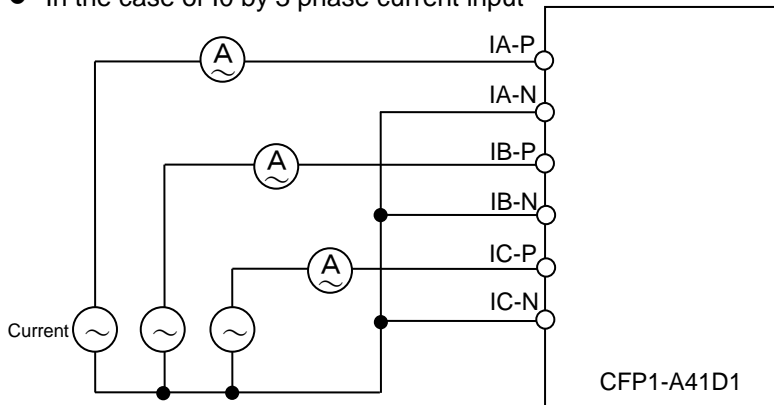 ● In the case of I0 by 3 phase current input
A
IA-P
IA-N
A
IB-P
IB-N
A
IC-P
IC-N
Current
CFP1-A41D1